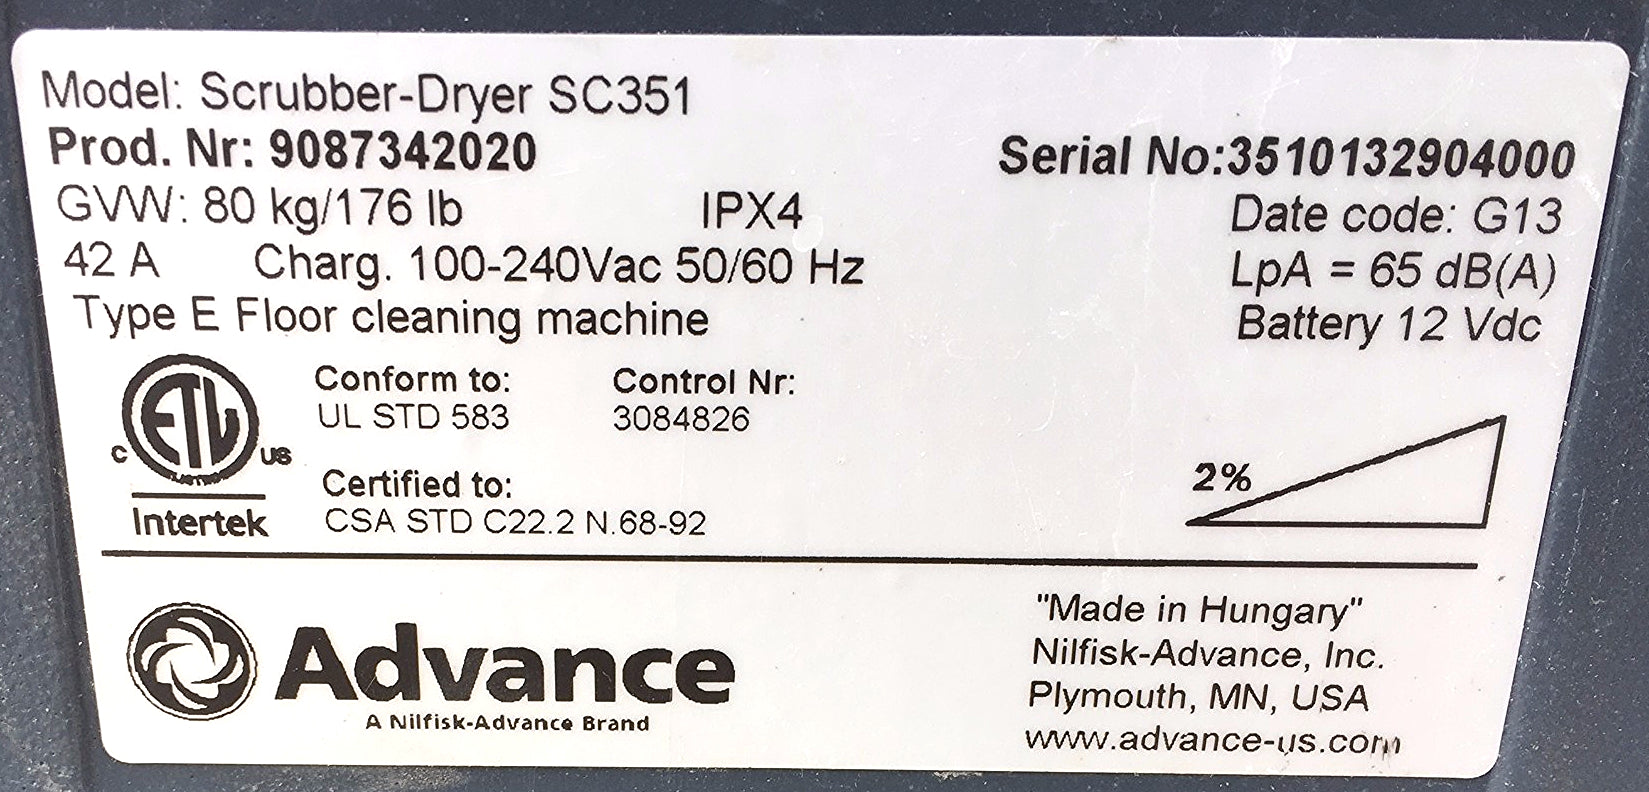 Model: Scrubber-Dryer SC351
Prod. Nr: 9087342020
Serial No:3510132904000
GVW: 80 kg/176 lb IPX4
Date code: G13
42 A Charg. 100-240Vac 50/60 Hz
LpA = 65 dB(A)
Type E Floor cleaning machine
Battery 12 Vdc
ETL
C US
Intertek
Conform to:
UL STD 583
Control Nr:
3084826
Certified to:
CSA STD C22.2 N.68-92
2%
Advance
A Nilfisk-Advance Brand
"Made in Hungary"
Nilfisk-Advance, Inc.
Plymouth, MN, USA
www.advance-us.com